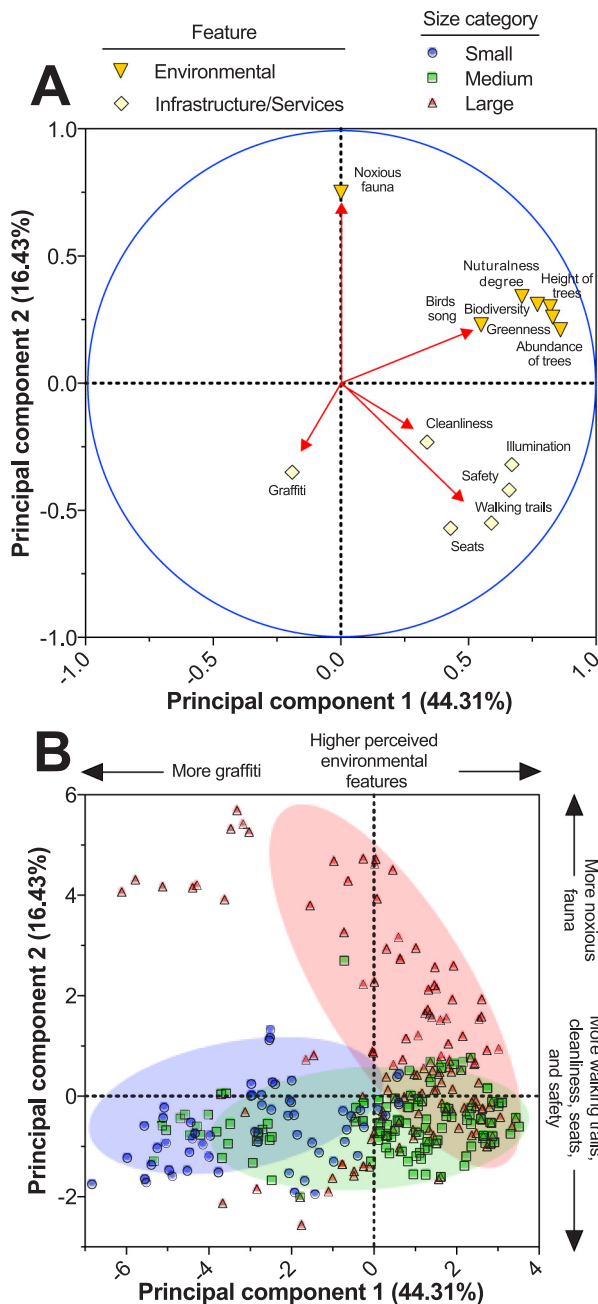 Feature
Environmental
Infrastructure/Services
Size category
Small
Medium
Large
A
1.0
0.5
0.0
-0.5
-1.0
Principal component 2 (16.43%)
Noxious
fauna
Nuturalness
degree
Height of
trees
Birds
song
Biodiversity
Greenness
Abundance
of trees
Cleanliness
Illumination
Safety
Graffiti
Walking trails
Seats
-1.0
-0.5
0.0
0.5
1.0
Principal component 1 (44.31%)
B
More graffiti
Higher perceived
environmental
features
6
4
2
0
-2
Principal component 2 (16.43%)
More noxious
fauna
More walking trails,
cleanliness, seats,
and safety
-6
-4
-2
0
2
4
Principal component 1 (44.31%)